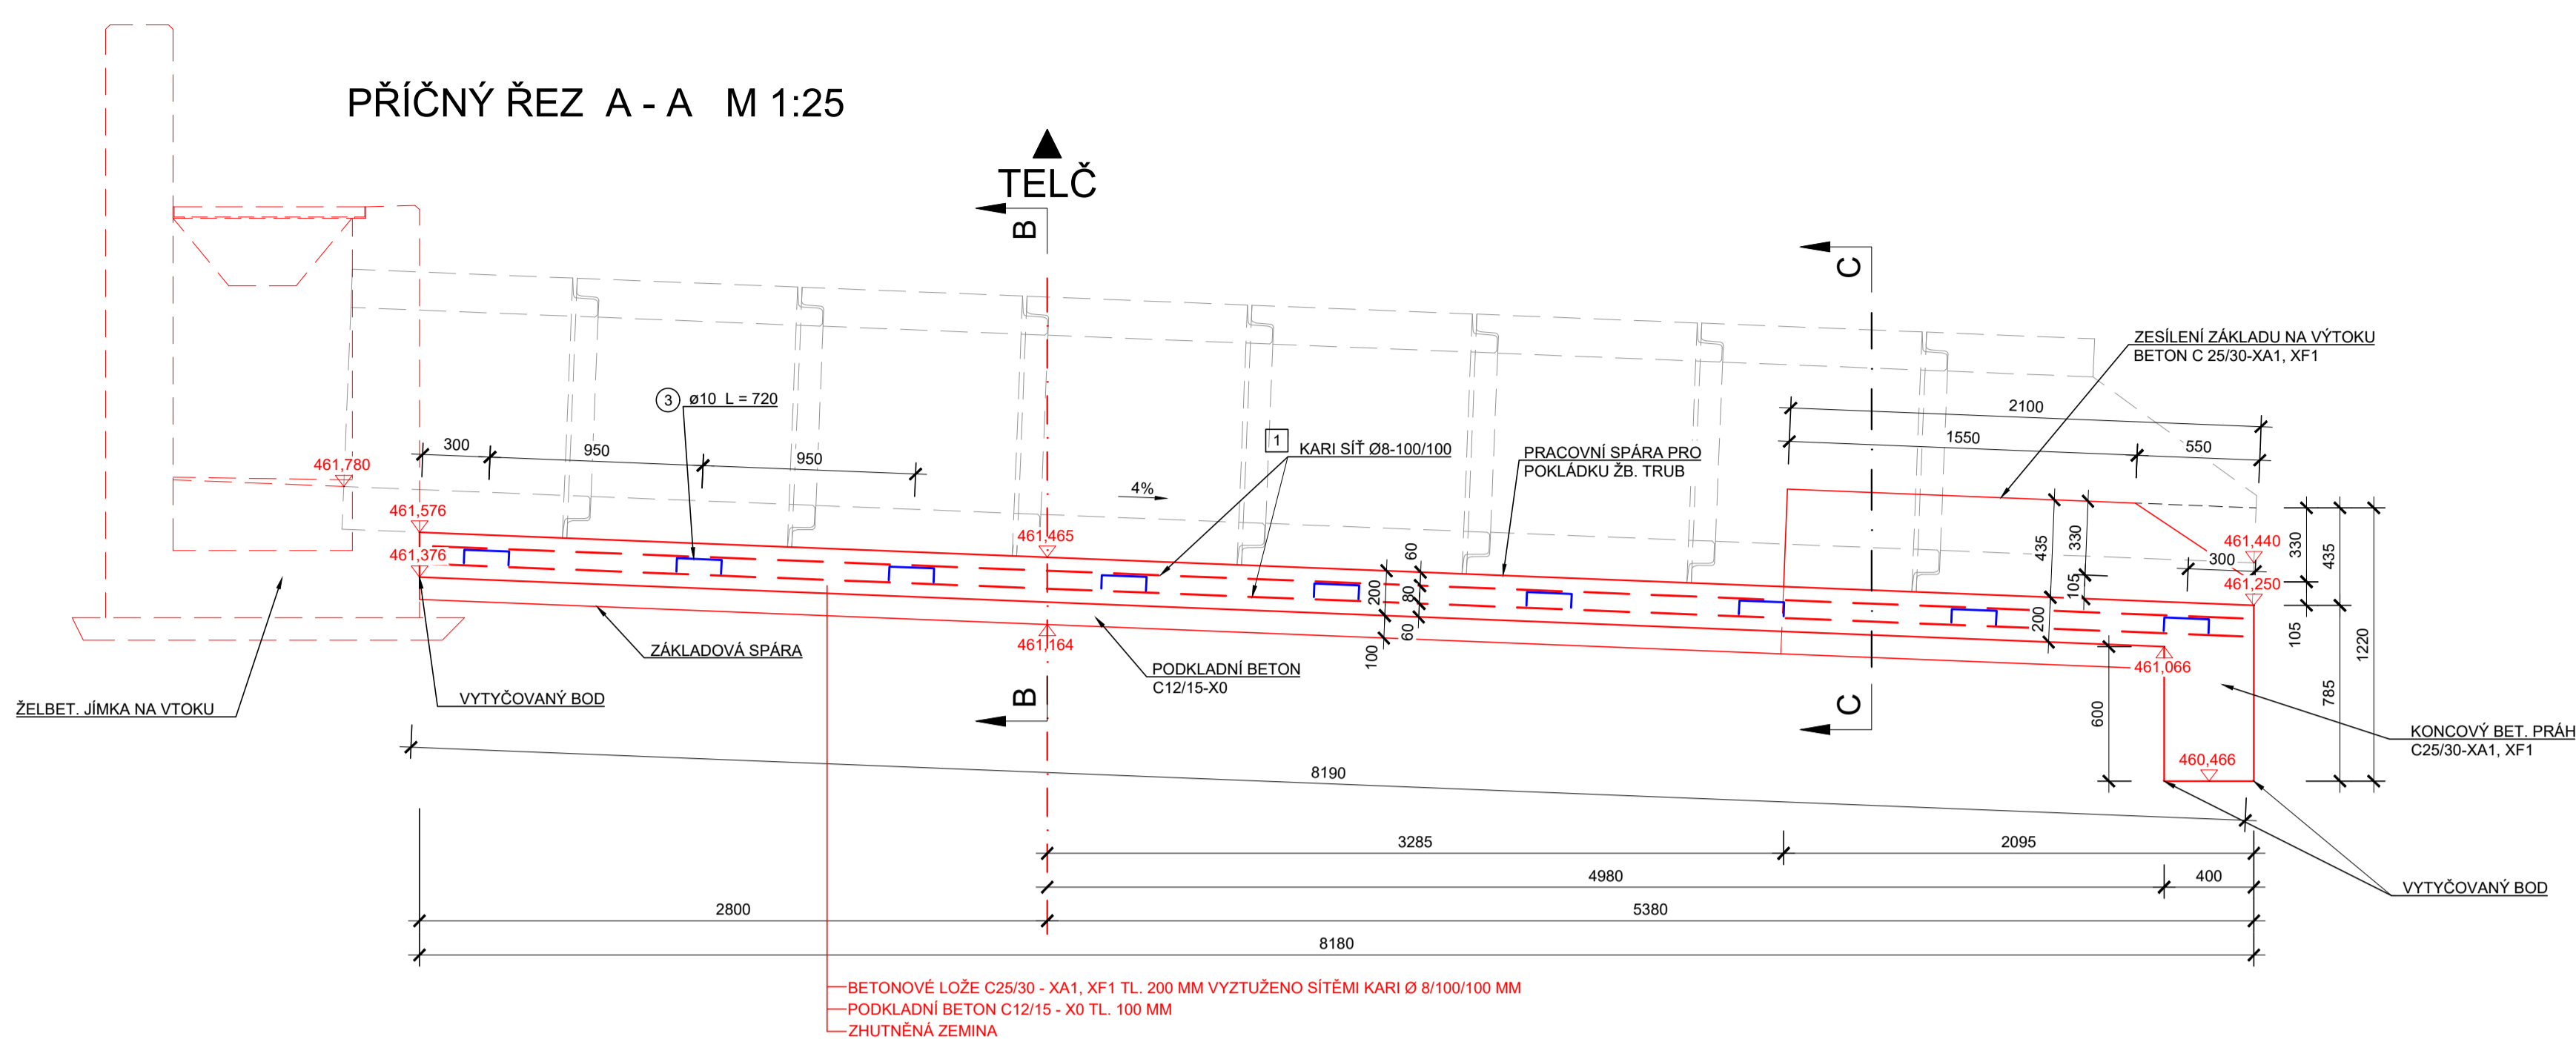 PŘÍČNÝ ŘEZ A - A M 1:25
TELČ
B
C
ZESÍLENÍ ZÁKLADU NA VÝTOKU
BETON C 25/30-XA1, XF1
3
ø10 L = 720
2100
1550
550
300
950
950
1
KARI SÍŤ Ø8-100/100
PRACOVNÍ SPÁRA PRO
POKLÁDKU ŽB. TRUB
461,780
4%
461,576
461,465
461,376
60
200
80
60
100
435
330
105
200
461,440
300
461,250
330
435
105
1220
785
461,164
461,066
600
ZÁKLADOVÁ SPÁRA
PODKLADNÍ BETON
C12/15-X0
VYTYČOVANÝ BOD
ŽELBET. JÍMKA NA VTOKU
B
C
KONCOVÝ BET. PRÁH
C25/30-XA1, XF1
460,466
8190
3285
2095
4980
400
VYTYČOVANÝ BOD
2800
5380
8180
BETONOVÉ LOŽE C25/30 - XA1, XF1 TL. 200 MM VYZTUŽENO SÍTĚMI KARI Ø 8/100/100 MM
PODKLADNÍ BETON C12/15 - X0 TL. 100 MM
ZHUTNĚNÁ ZEMINA